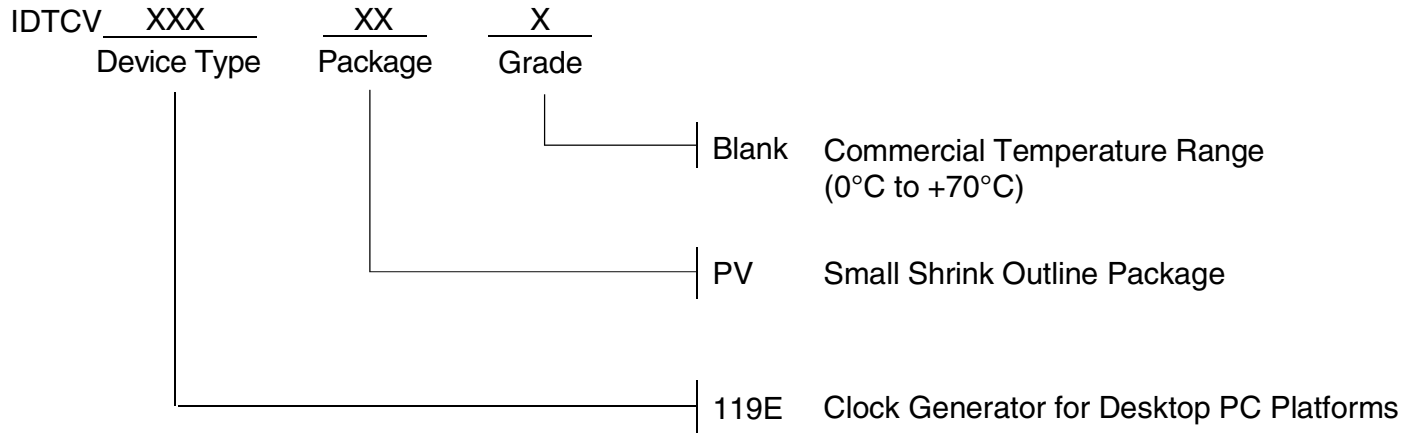 IDTCV XXX XX X
Device Type Package Grade
Blank Commercial Temperature Range
(0°C to +70°C)
PV Small Shrink Outline Package
119E Clock Generator for Desktop PC Platforms